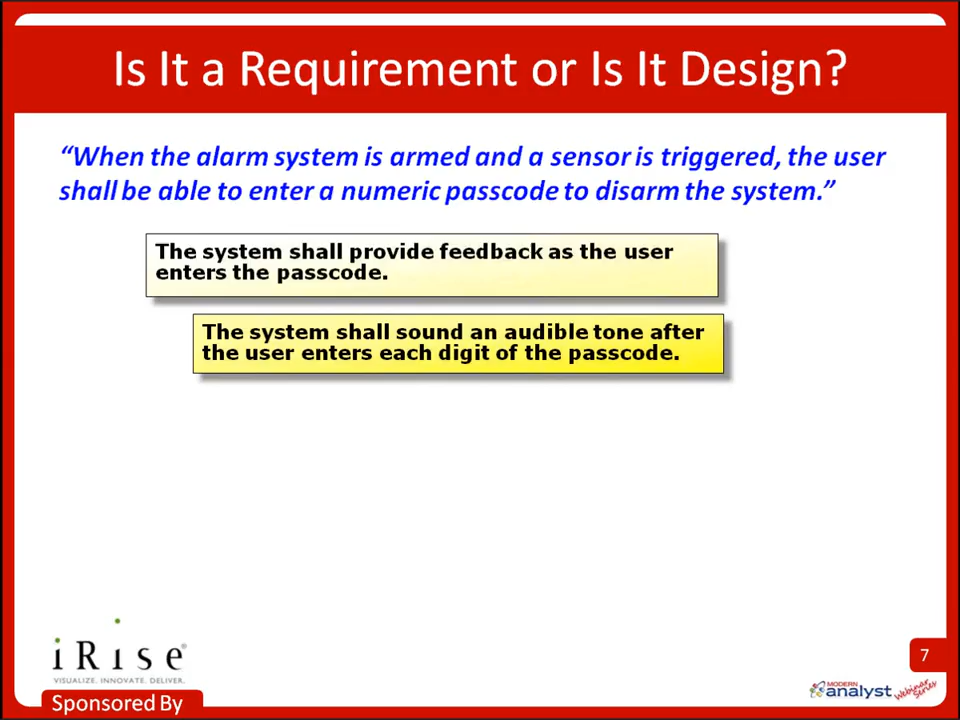 Is It a Requirement or Is It Design?
“When the alarm system is armed and a sensor is triggered, the user
shall be able to enter a numeric passcode to disarm the system.”
The system shall provide feedback as the user
enters the passcode.
The system shall sound an audible tone after
the user enters each digit of the passcode.
iRise®
VISUALIZE. INNOVATE. DELIVER.
Sponsored By
7
MODERN
analyst
Webinar
Series